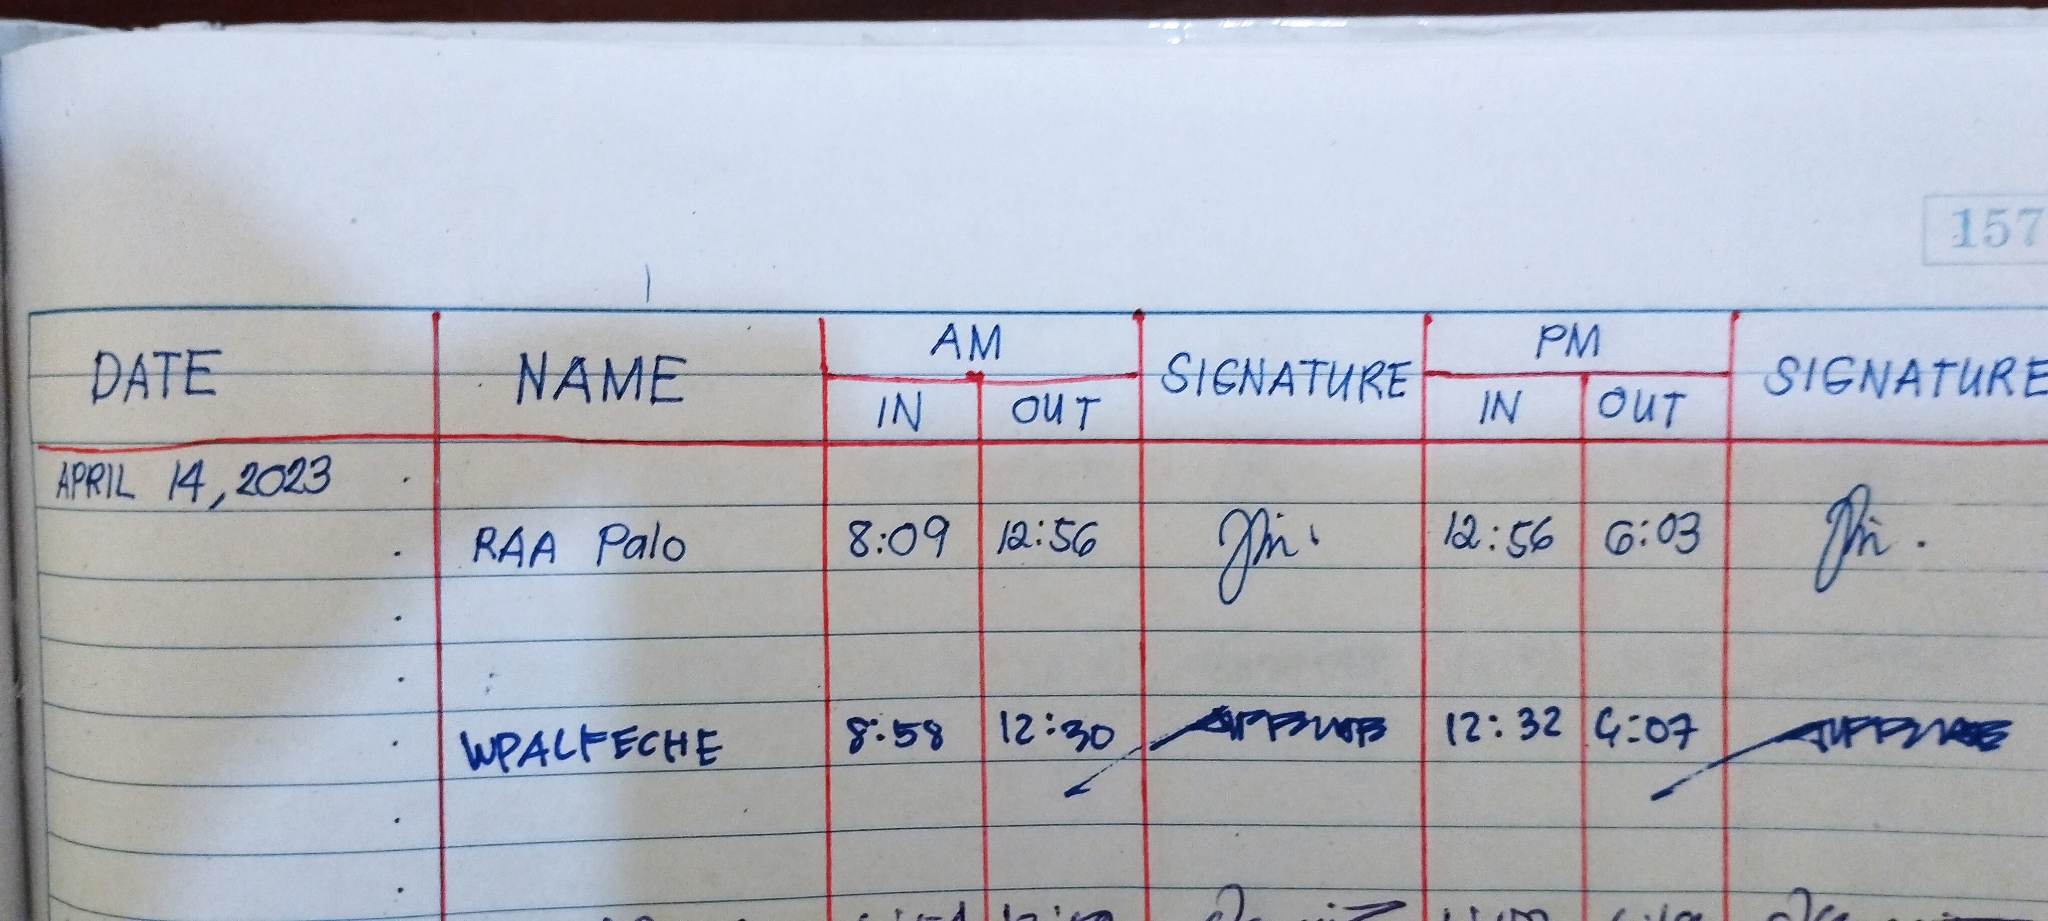 157
AM PM
DATE NAME SIGNATURE SIGNATURE
IN OUT IN OUT
APRIL 14, 2023
RAA Palo 8:09 12:56 12:56 6:03
WPALFECHE 8:58 12:30 12:32 6:07